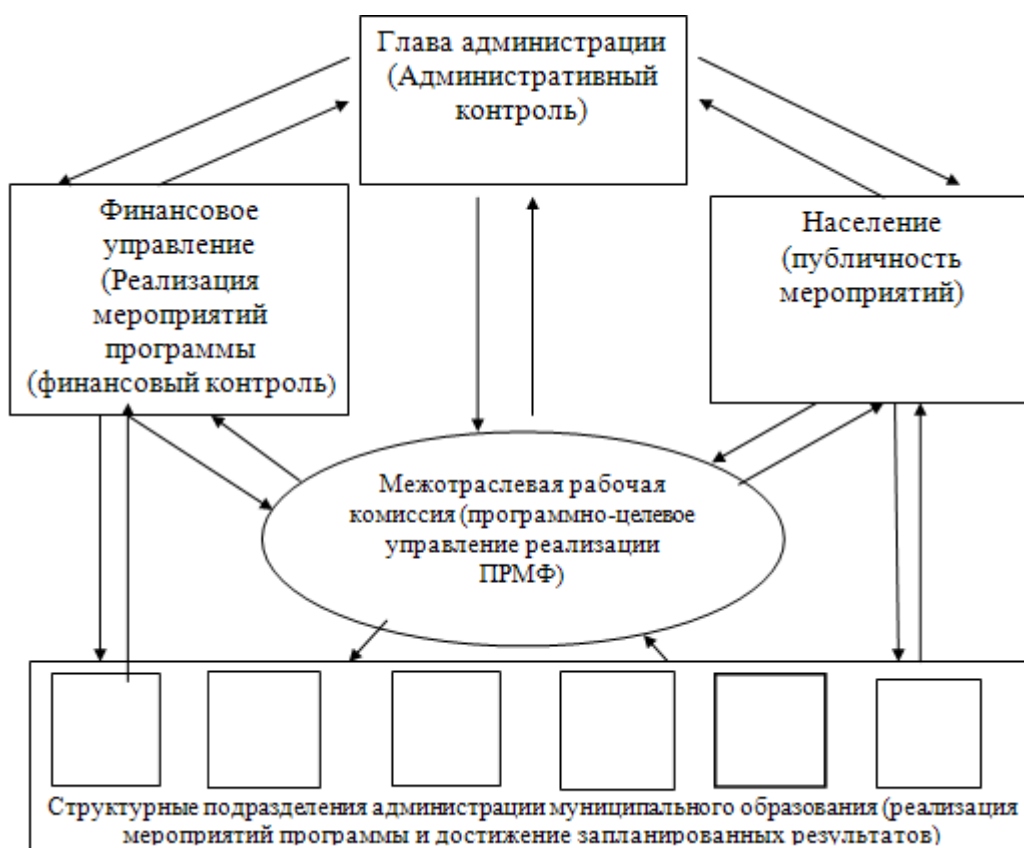 Глава администрации
(Административный
контроль)
Финансовое
управление
(Реализация
мероприятий
программы
(финансовый контроль)
Население
(публичность
мероприятий)
Межотраслевая рабочая
комиссия (программно-целевое
управление реализации
ПРМФ)
Структурные подразделения администрации муниципального образования (реализация
мероприятий программы и достижение запланированных результатов)